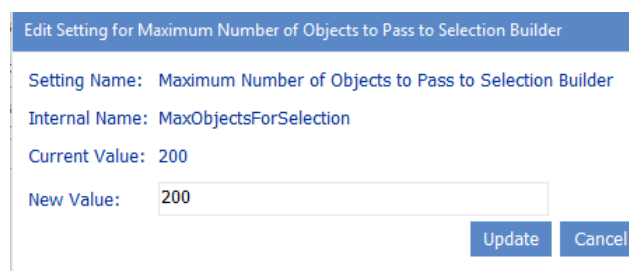 Edit Setting for Maximum Number of Objects to Pass to Selection Builder
Setting Name: Maximum Number of Objects to Pass to Selection Builder
Internal Name: MaxObjectsForSelection
Current Value: 200
New Value: 200
Update Cancel